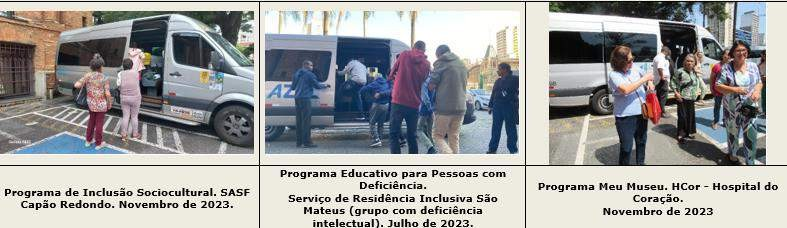 Programa de Inclusão Sociocultural. SASF
Capão Redondo. Novembro de 2023.
Programa Educativo para Pessoas com
Deficiência.
Serviço de Residência Inclusiva São
Mateus (grupo com deficiência
intelectual). Julho de 2023.
Programa Meu Museu. HCor - Hospital do
Coração.
Novembro de 2023